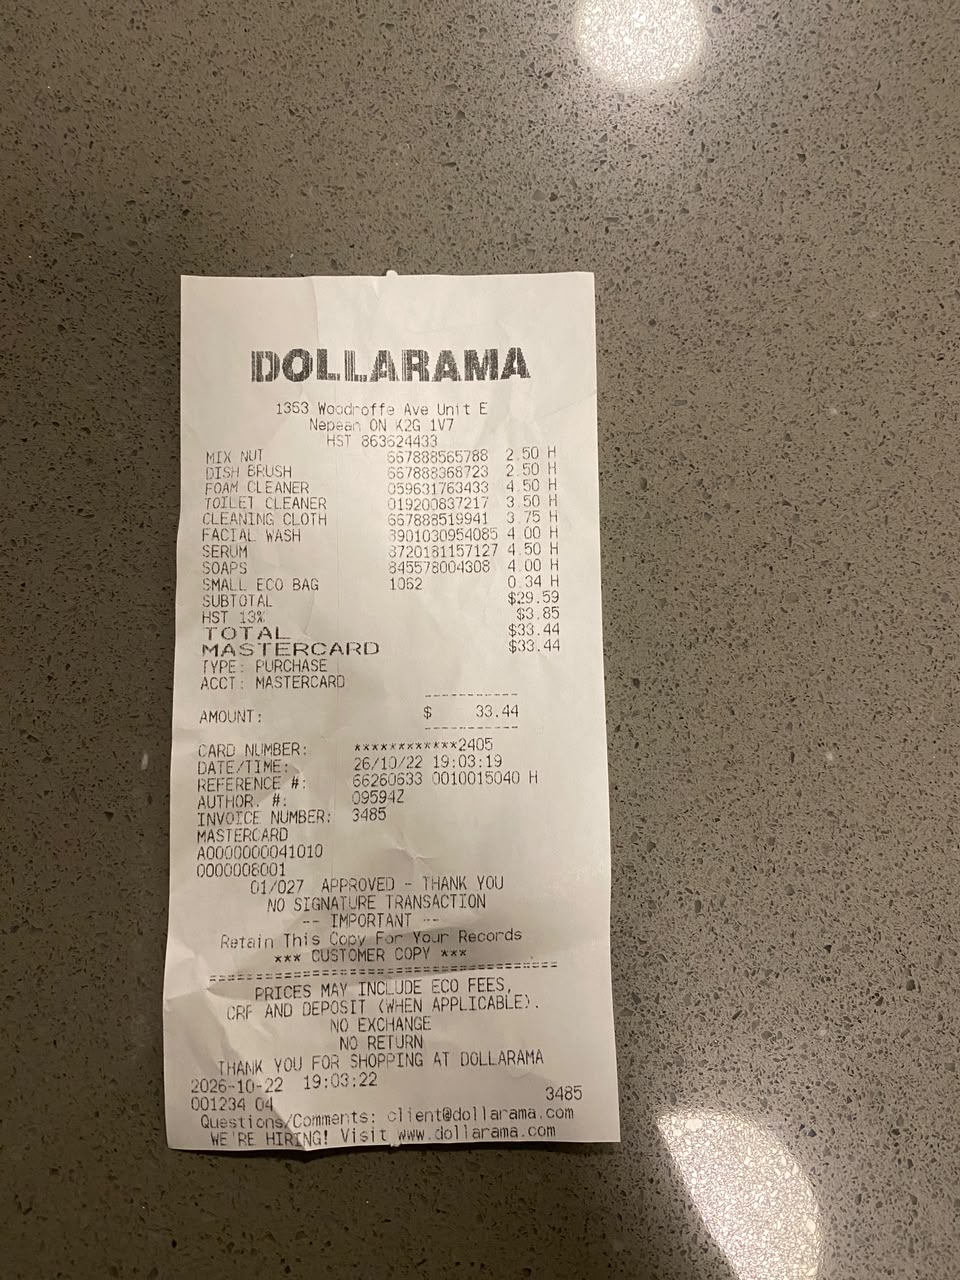 DOLLARAMA
1353 Woodroffe Ave Unit E
Nepean ON K2G 1V7
HST 863624433
MIX NUT 667888565788 2.50 H
DISH BRUSH 667888368723 2.50 H
FOAM CLEANER 059631763433 4.50 H
TOILET CLEANER 019200837217 3.50 H
CLEANING CLOTH 667888519941 3.75 H
FACIAL WASH 8901030954085 4.00 H
SERUM 3720181157127 4.50 H
SOAPS 845578004308 4.00 H
SMALL ECO BAG 1062 0.34 H
SUBTOTAL $29.59
HST 13% $3.85
TOTAL $33.44
MASTERCARD $33.44
TYPE: PURCHASE
ACCT: MASTERCARD
AMOUNT: $ 33.44
CARD NUMBER: ************2405
DATE/TIME: 26/10/22 19:03:19
REFERENCE #: 66260633 0010015040 H
AUTHOR. #: 09594Z
INVOICE NUMBER: 3485
MASTERCARD
A0000000041010
0000008001
01/027 APPROVED - THANK YOU
NO SIGNATURE TRANSACTION
-- IMPORTANT --
Retain This Copy For Your Records
*** CUSTOMER COPY ***
PRICES MAY INCLUDE ECO FEES,
CRF AND DEPOSIT (WHEN APPLICABLE).
NO EXCHANGE
NO RETURN
THANK YOU FOR SHOPPING AT DOLLARAMA
2026-10-22 19:03:22
001234 04 3485
Questions/Comments: client@dollarama.com
WE'RE HIRING! Visit www.dollarama.com